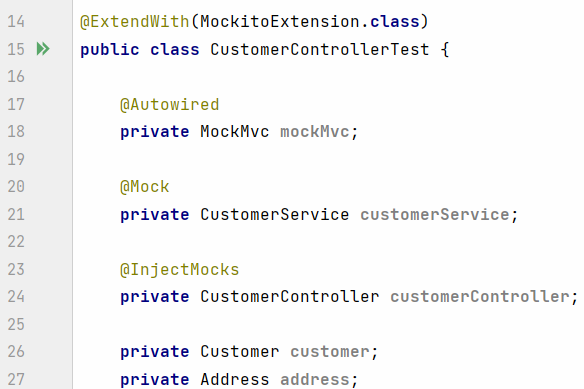 14 @ExtendWith(MockitoExtension.class)
15 public class CustomerControllerTest {
16
17 @Autowired
18 private MockMvc mockMvc;
19
20 @Mock
21 private CustomerService customerService;
22
23 @InjectMocks
24 private CustomerController customerController;
25
26 private Customer customer;
27 private Address address;